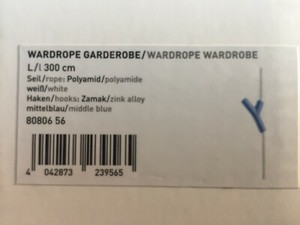 WARDROPE GARDEROBE/WARDROPE WARDROBE
L/l 300 cm
Seil/rope: Polyamid/polyamide
weiß/white
Haken/hooks: Zamak/zink alloy
mittelblau/middle blue
80806 56
4 042873 239565